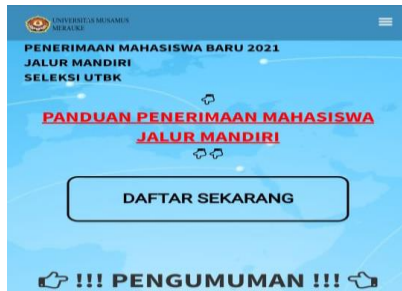 UNIVERSITAS MUSAMUS
MERAUKE
PENERIMAAN MAHASISWA BARU 2021
JALUR MANDIRI
SELEKSI UTBK
PANDUAN PENERIMAAN MAHASISWA
JALUR MANDIRI
DAFTAR SEKARANG
!!! PENGUMUMAN !!!